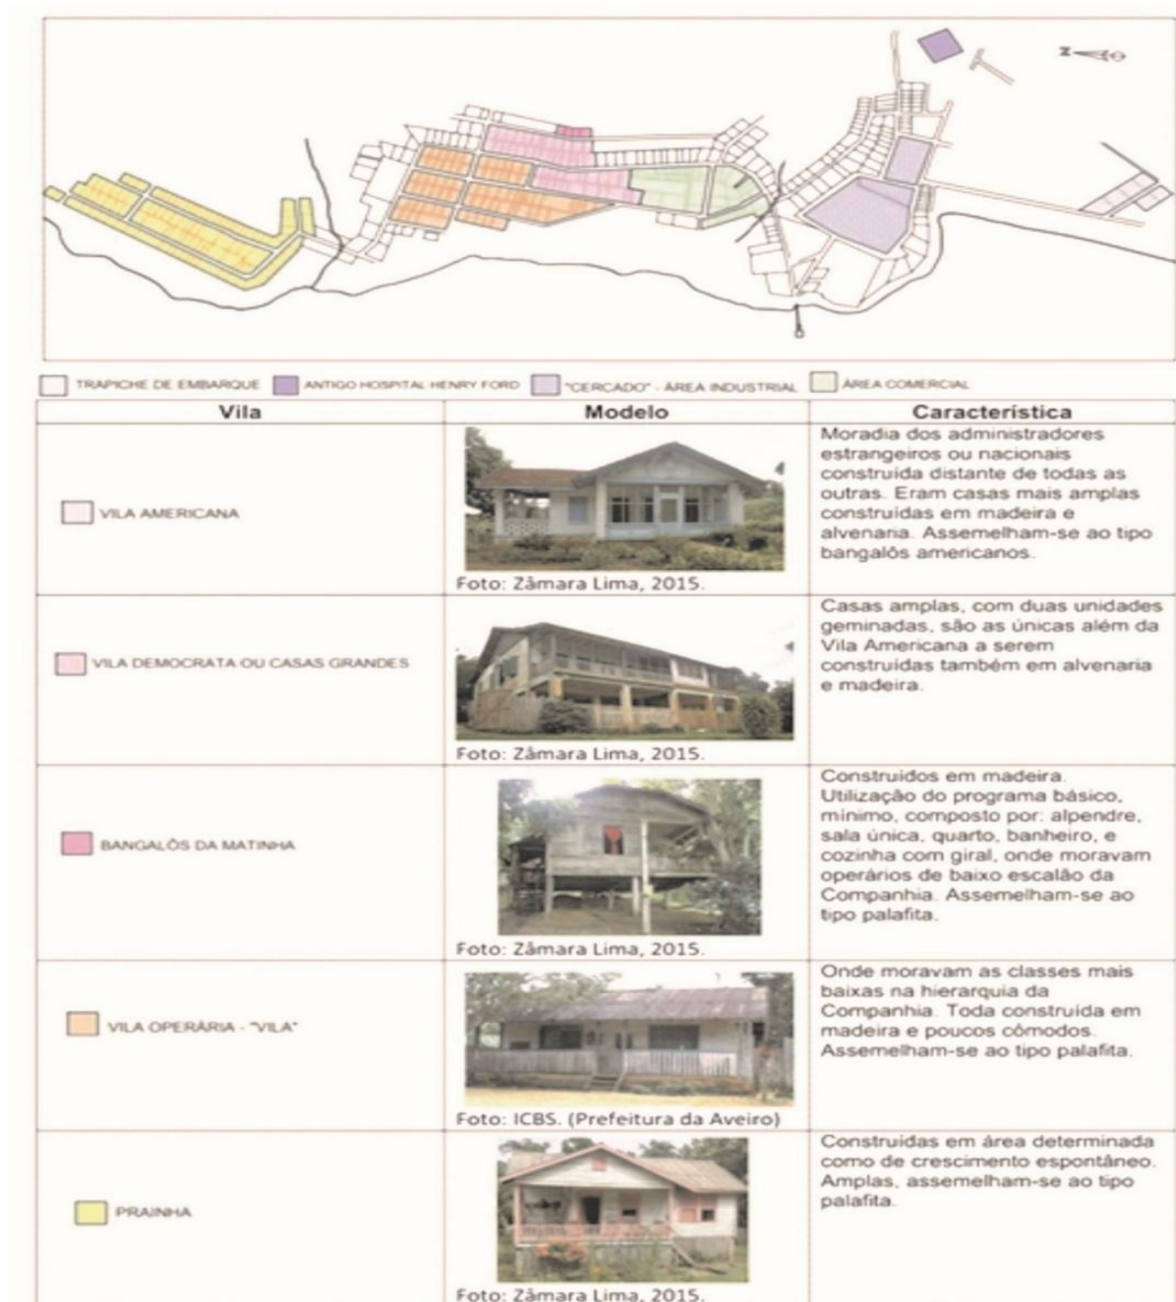 Z
TRAPICHE DE EMBARQUE ANTIGO HOSPITAL HENRY FORD "CERCADO" - ÁREA INDUSTRIAL ÁREA COMERCIAL
Vila Modelo Característica
VILA AMERICANA
Foto: Zâmara Lima, 2015.
Moradia dos administradores
estrangeiros ou nacionais
construída distante de todas as
outras. Eram casas mais amplas
construídas em madeira e
alvenaria. Assemelham-se ao tipo
bangalôs americanos.
VILA DEMOCRATA OU CASAS GRANDES
Foto: Zâmara Lima, 2015.
Casas amplas, com duas unidades
geminadas, são as únicas além da
Vila Americana a serem
construídas também em alvenaria
e madeira.
BANGALÔS DA MATINHA
Foto: Zâmara Lima, 2015.
Construídos em madeira.
Utilização do programa básico,
mínimo, composto por: alpendre,
sala única, quarto, banheiro, e
cozinha com giral, onde moravam
operários de baixo escalão da
Companhia. Assemelham-se ao
tipo palafita.
VILA OPERÁRIA - "VILA"
Foto: ICBS. (Prefeitura da Aveiro)
Onde moravam as classes mais
baixas na hierarquia da
Companhia. Toda construída em
madeira e poucos cômodos.
Assemelham-se ao tipo palafita.
PRAINHA
Foto: Zâmara Lima, 2015.
Construídas em área determinada
como de crescimento espontâneo.
Amplas, assemelham-se ao tipo
palafita.